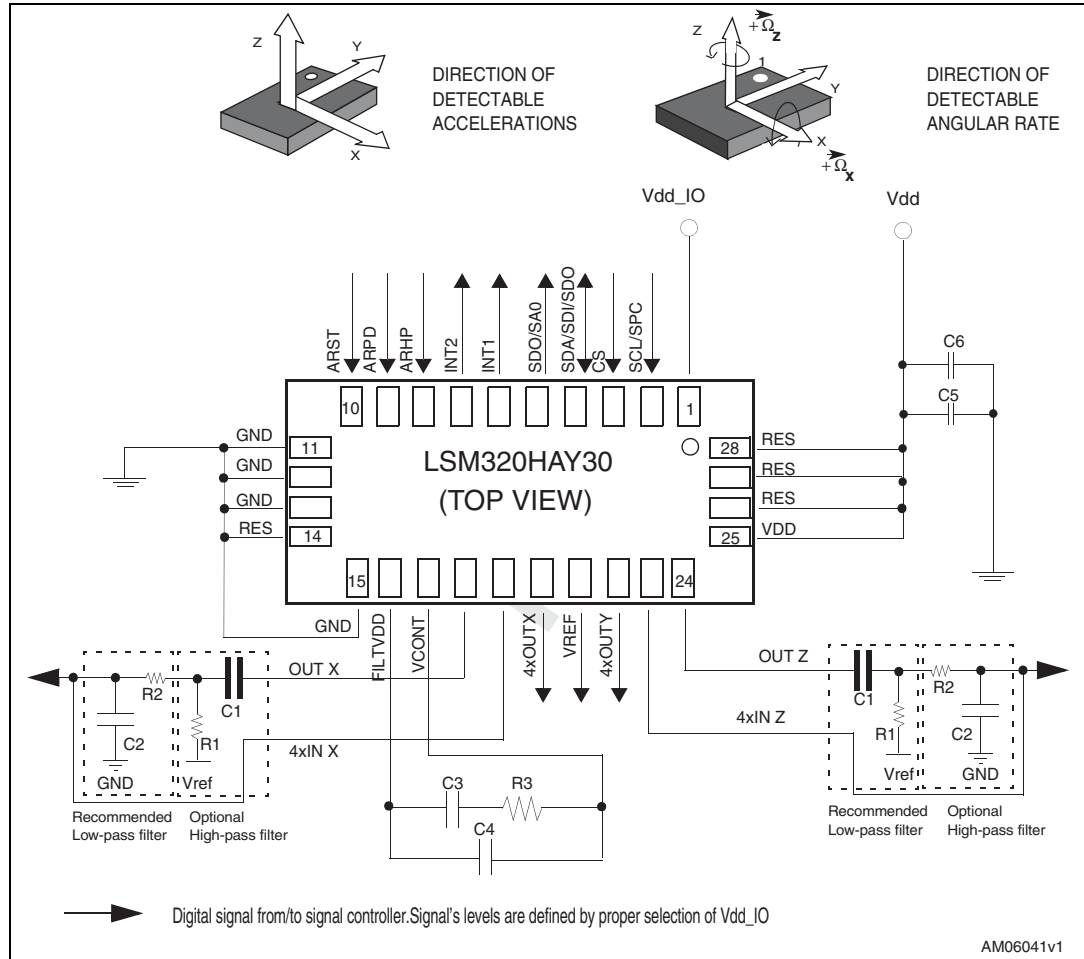 Z
Y
X
DIRECTION OF
DETECTABLE
ACCELERATIONS
+Ω
z
Z
1
Y
X
+Ω
x
DIRECTION OF
DETECTABLE
ANGULAR RATE
Vdd_IO
Vdd
ARST
ARPD
ARHP
INT2
INT1
SDO/SA0
SDA/SDI/SDO
CS
SCL/SPC
C6
C5
10
1
GND
11
GND
GND
RES
14
LSM320HAY30
(TOP VIEW)
28
RES
RES
RES
25
VDD
15
24
GND
FILTVDD
VCONT
4xOUTX
VREF
4xOUTY
OUT X
OUT Z
R2
C1
C2
R1
GND
Vref
4xIN X
4xIN Z
C1
R2
R1
C2
Vref
GND
C3
R3
C4
Recommended
Low-pass filter
Optional
High-pass filter
Recommended
Low-pass filter
Optional
High-pass filter
Digital signal from/to signal controller.Signal's levels are defined by proper selection of Vdd_IO
AM06041v1